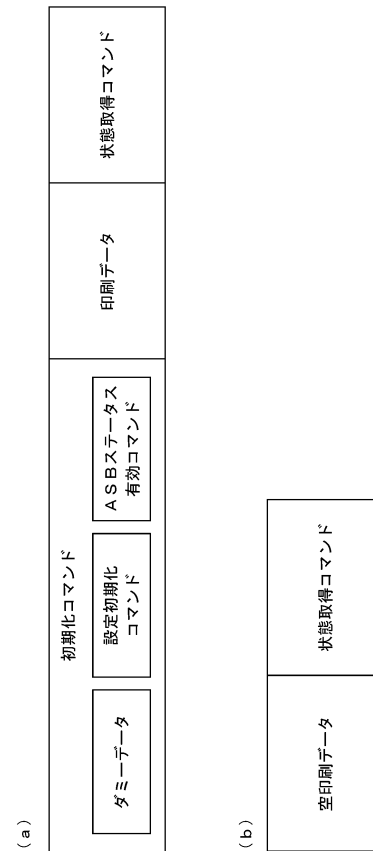 (a)
初期化コマンド
ダミーデータ
設定初期化
コマンド
ASBステータス
有効コマンド
印刷データ
状態取得コマンド
(b)
空印刷データ
状態取得コマンド